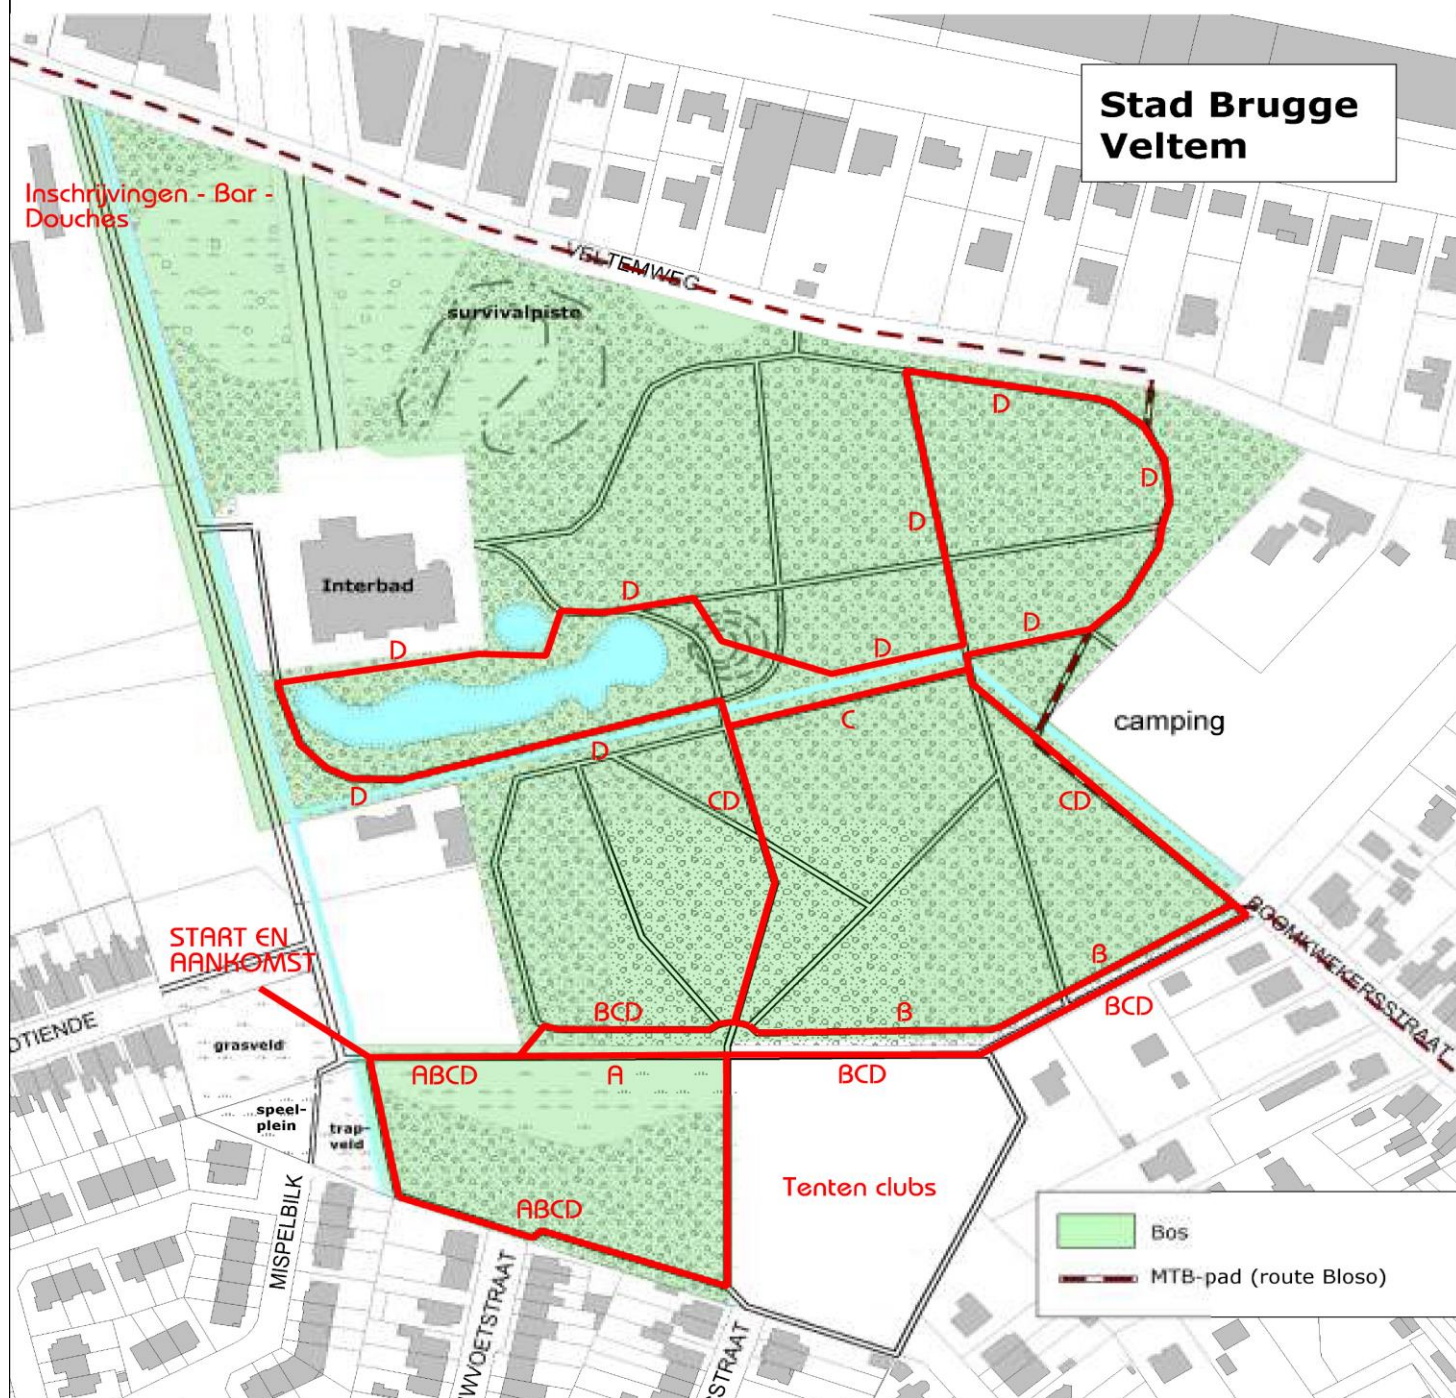 Stad Brugge
Veltem
Inschrijvingen - Bar -
Douches
VELTEMWEG
survivalpiste
D
D
D
Interbad
D
D
D
D
camping
C
D
D
CD
CD
START EN
AANKOMST
BOOMKWEKERSSTRAAT
B
BCD
BCD
B
grasveld
ABCD
A
BCD
speel-
plein
trap-
veld
Tenten clubs
MISPELBILK
ABCD
Bos
MTB-pad (route Bloso)